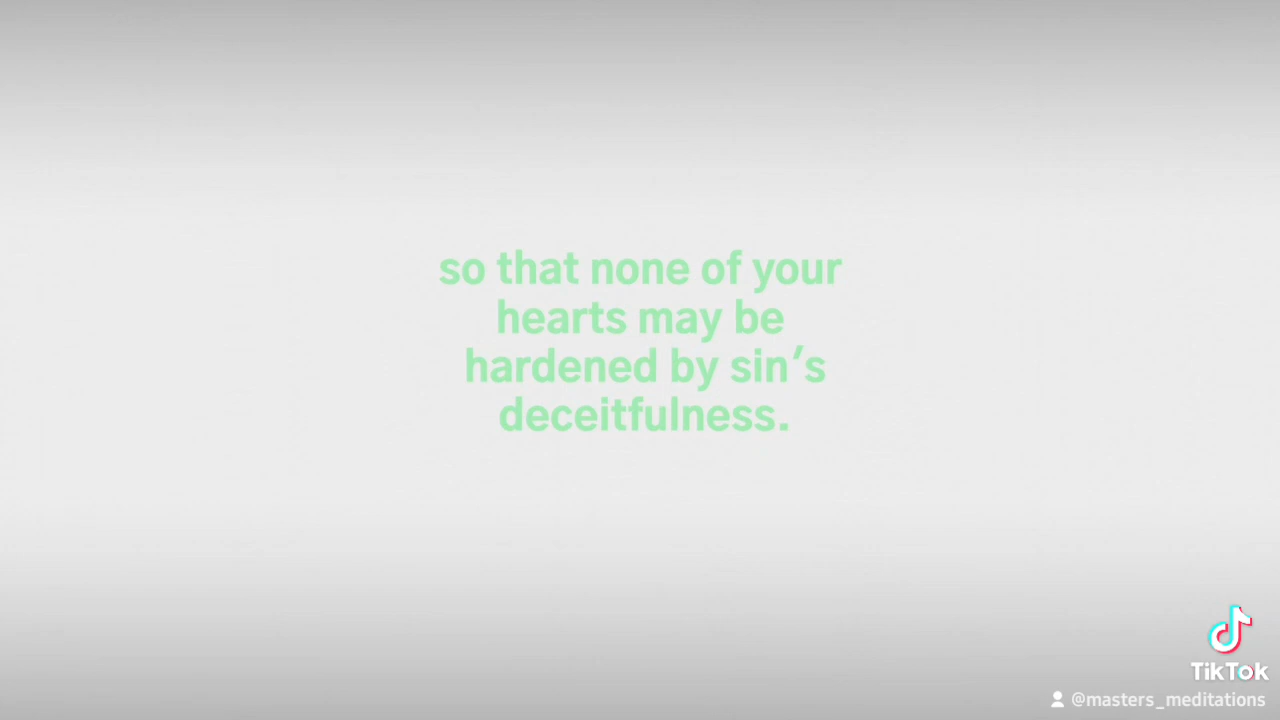 so that none of your
hearts may be
hardened by sin's
deceitfulness.
TikTok
@masters_meditations